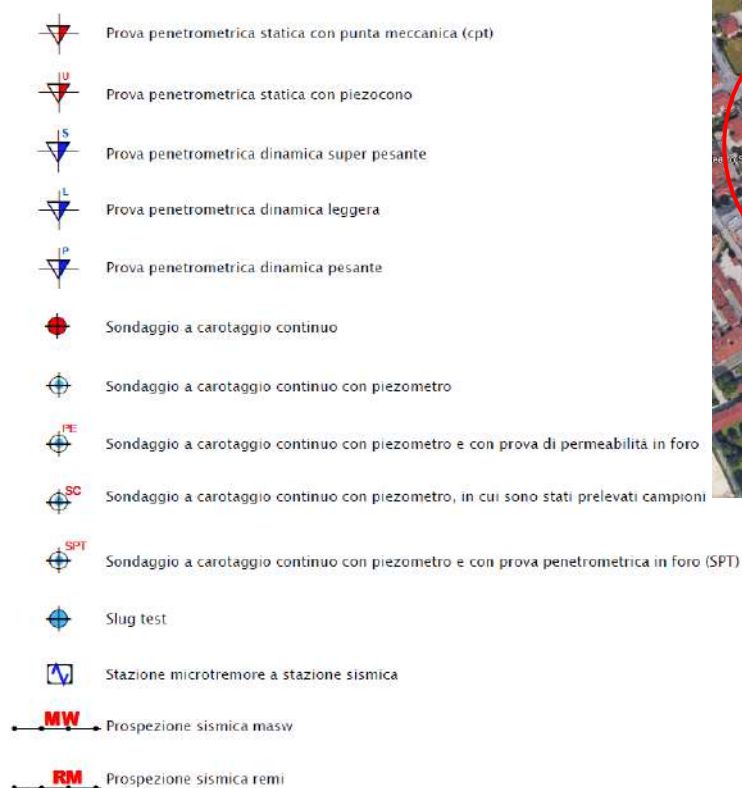 Prova penetrometrica statica con punta meccanica (cpt)
U Prova penetrometrica statica con piezocono
S Prova penetrometrica dinamica super pesante
L Prova penetrometrica dinamica leggera
P Prova penetrometrica dinamica pesante
Sondaggio a carotaggio continuo
Sondaggio a carotaggio continuo con piezometro
PE Sondaggio a carotaggio continuo con piezometro e con prova di permeabilità in foro
SC Sondaggio a carotaggio continuo con piezometro, in cui sono stati prelevati campioni
SPT Sondaggio a carotaggio continuo con piezometro e con prova penetrometrica in foro (SPT)
Slug test
Stazione microtremore a stazione sismica
MW Prospezione sismica masw
RM Prospezione sismica remi